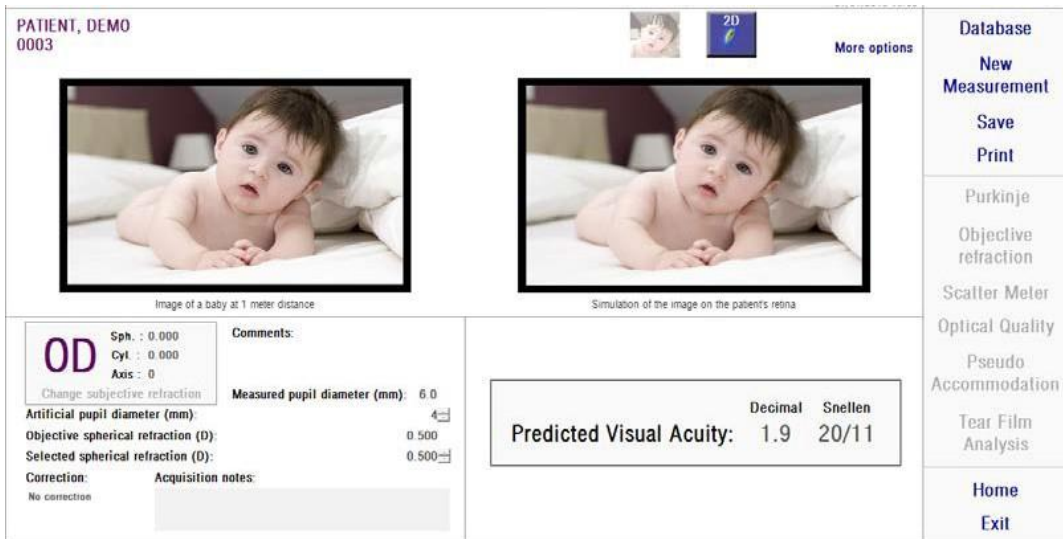 PATIENT, DEMO
0003
2D
More options
Image of a baby at 1 meter distance
Simulation of the image on the patient's retina
OD
Sph. : 0.000
Cyl. : 0.000
Axis : 0
Change subjective refraction
Comments:
Measured pupil diameter (mm): 6.0
Artificial pupil diameter (mm): 4
Objective spherical refraction (D): 0.500
Selected spherical refraction (D): 0.500
Correction: Acquisition notes:
No correction
Decimal Snellen
Predicted Visual Acuity: 1.9 20/11
Database
New
Measurement
Save
Print
Purkinje
Objective
refraction
Scatter Meter
Optical Quality
Pseudo
Accommodation
Tear Film
Analysis
Home
Exit